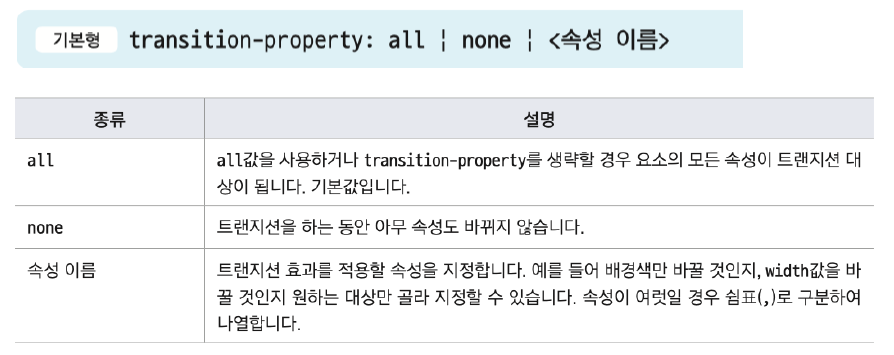 기본형 transition-property: all | none | <속성 이름>
종류 설명
all all값을 사용하거나 transition-property를 생략할 경우 요소의 모든 속성이 트랜지션 대
상이 됩니다. 기본값입니다.
none 트랜지션을 하는 동안 아무 속성도 바뀌지 않습니다.
속성 이름 트랜지션 효과를 적용할 속성을 지정합니다. 예를 들어 배경색만 바꿀 것인지, width값을 바
꿀 것인지 원하는 대상만 골라 지정할 수 있습니다. 속성이 여럿일 경우 쉼표(,)로 구분하여
나열합니다.